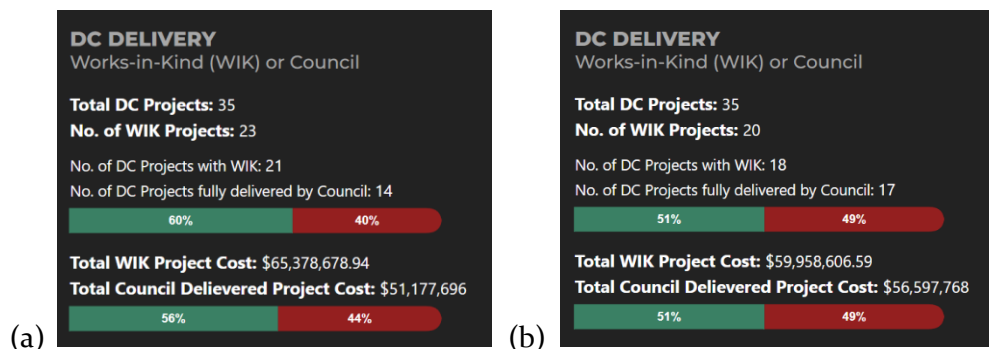 DC DELIVERY
Works-in-Kind (WIK) or Council
Total DC Projects: 35
No. of WIK Projects: 23
No. of DC Projects with WIK: 21
No. of DC Projects fully delivered by Council: 14
60% 40%
Total WIK Project Cost: $65,378,678.94
Total Council Delievered Project Cost: $51,177,696
56% 44%
(a)
DC DELIVERY
Works-in-Kind (WIK) or Council
Total DC Projects: 35
No. of WIK Projects: 20
No. of DC Projects with WIK: 18
No. of DC Projects fully delivered by Council: 17
51% 49%
Total WIK Project Cost: $59,958,606.59
Total Council Delievered Project Cost: $56,597,768
51% 49%
(b)